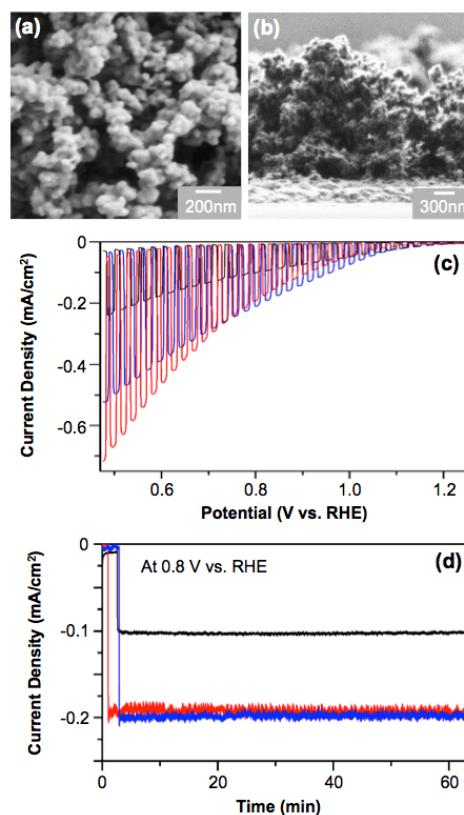 (a)
(b)
200nm
300nm
0
-0.2
-0.4
-0.6
Current Density (mA/cm²)
(c)
0.6
0.8
1.0
1.2
Potential (V vs. RHE)
0
-0.1
-0.2
Current Density (mA/cm²)
At 0.8 V vs. RHE
(d)
0
20
40
60
Time (min)